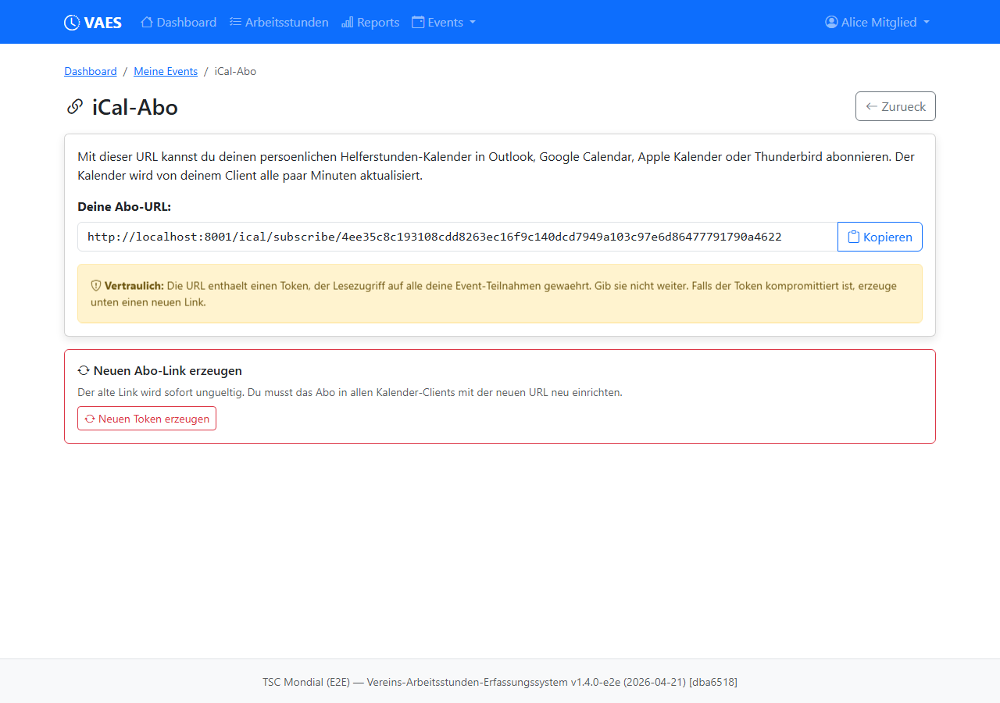 VAES Dashboard Arbeitsstunden Reports Events Alice Mitglied
Dashboard / Meine Events / iCal-Abo
iCal-Abo
Zurueck
Mit dieser URL kannst du deinen persoenlichen Helferstunden-Kalender in Outlook, Google Calendar, Apple Kalender oder Thunderbird abonnieren. Der
Kalender wird von deinem Client alle paar Minuten aktualisiert.
Deine Abo-URL:
http://localhost:8001/ical/subscribe/4ee35c8c193108cdd8263ec16f9c140dcd7949a103c97e6d86477791790a4622
Kopieren
Vertraulich: Die URL enthaelt einen Token, der Lesezugriff auf alle deine Event-Teilnahmen gewaehrt. Gib sie nicht weiter. Falls der Token kompromittiert ist, erzeuge
unten einen neuen Link.
Neuen Abo-Link erzeugen
Der alte Link wird sofort ungueltig. Du musst das Abo in allen Kalender-Clients mit der neuen URL neu einrichten.
Neuen Token erzeugen
TSC Mondial (E2E) — Vereins-Arbeitsstunden-Erfassungssystem v1.4.0-e2e (2026-04-21) [dba6518]